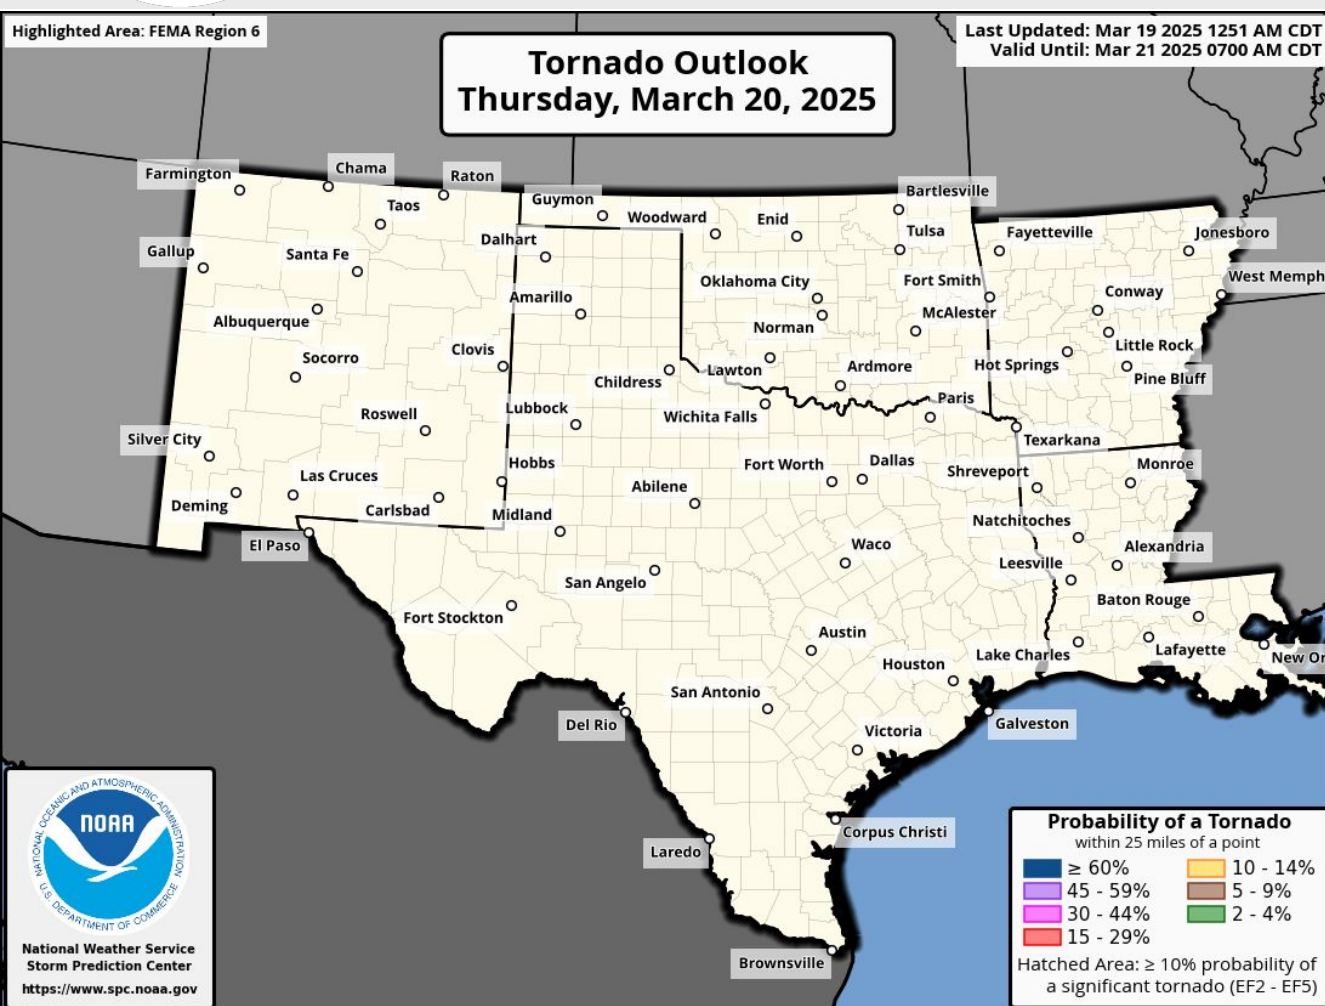 Highlighted Area: FEMA Region 6
Last Updated: Mar 19 2025 1251 AM CDT
Valid Until: Mar 21 2025 0700 AM CDT
Tornado Outlook
Thursday, March 20, 2025
Farmington
Chama
Raton
Taos
Guymon
Woodward
Enid
Bartlesville
Tulsa
Fayetteville
Jonesboro
Gallup
Santa Fe
Dalhart
Oklahoma City
Fort Smith
West Memph
Amarillo
Conway
Albuquerque
Norman
McAlester
Little Rock
Socorro
Clovis
Childress
Lawton
Ardmore
Hot Springs
Pine Bluff
Roswell
Lubbock
Wichita Falls
Paris
Silver City
Texarkana
Las Cruces
Hobbs
Fort Worth
Dallas
Shreveport
Monroe
Deming
Carlsbad
Midland
Abilene
Natchitoches
El Paso
Waco
Alexandria
San Angelo
Leesville
Fort Stockton
Baton Rouge
Austin
Houston
Lake Charles
Lafayette
New Or
San Antonio
Del Rio
Victoria
Galveston
Corpus Christi
Laredo
Brownsville
NATIONAL OCEANIC AND ATMOSPHERIC ADMINISTRATION
NOAA
U.S. DEPARTMENT OF COMMERCE
National Weather Service
Storm Prediction Center
https://www.spc.noaa.gov
Probability of a Tornado
within 25 miles of a point
≥ 60% 10 - 14%
45 - 59% 5 - 9%
30 - 44% 2 - 4%
15 - 29%
Hatched Area: ≥ 10% probability of
a significant tornado (EF2 - EF5)